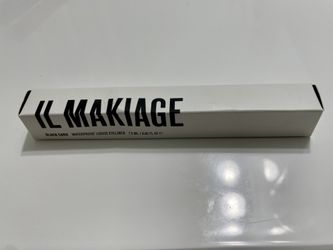 IL MAKIAGE
BLACK CARD WATERPROOF LIQUID EYELINER